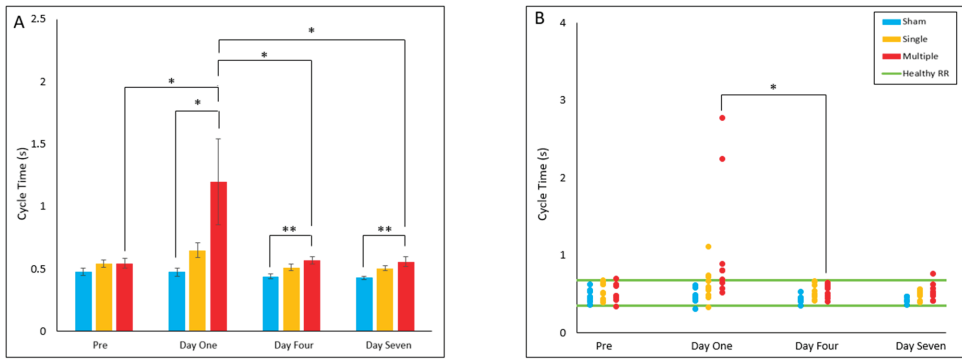 A
2.5
2
1.5
1
0.5
0
Cycle Time (s)
Pre Day One Day Four Day Seven
*
*
*
*
**
**
B
4
3
2
1
0
Cycle Time (s)
Pre Day One Day Four Day Seven
*
Sham
Single
Multiple
Healthy RR